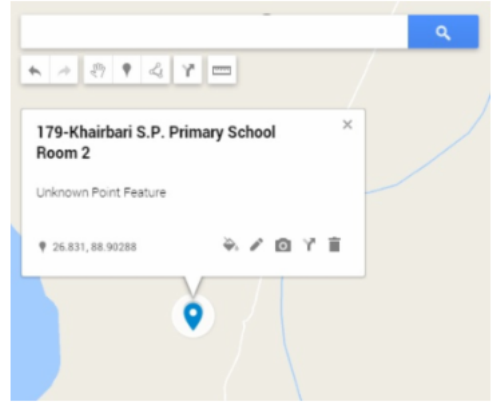 179-Khairbari S.P. Primary School
Room 2
Unknown Point Feature
26.831, 88.90288